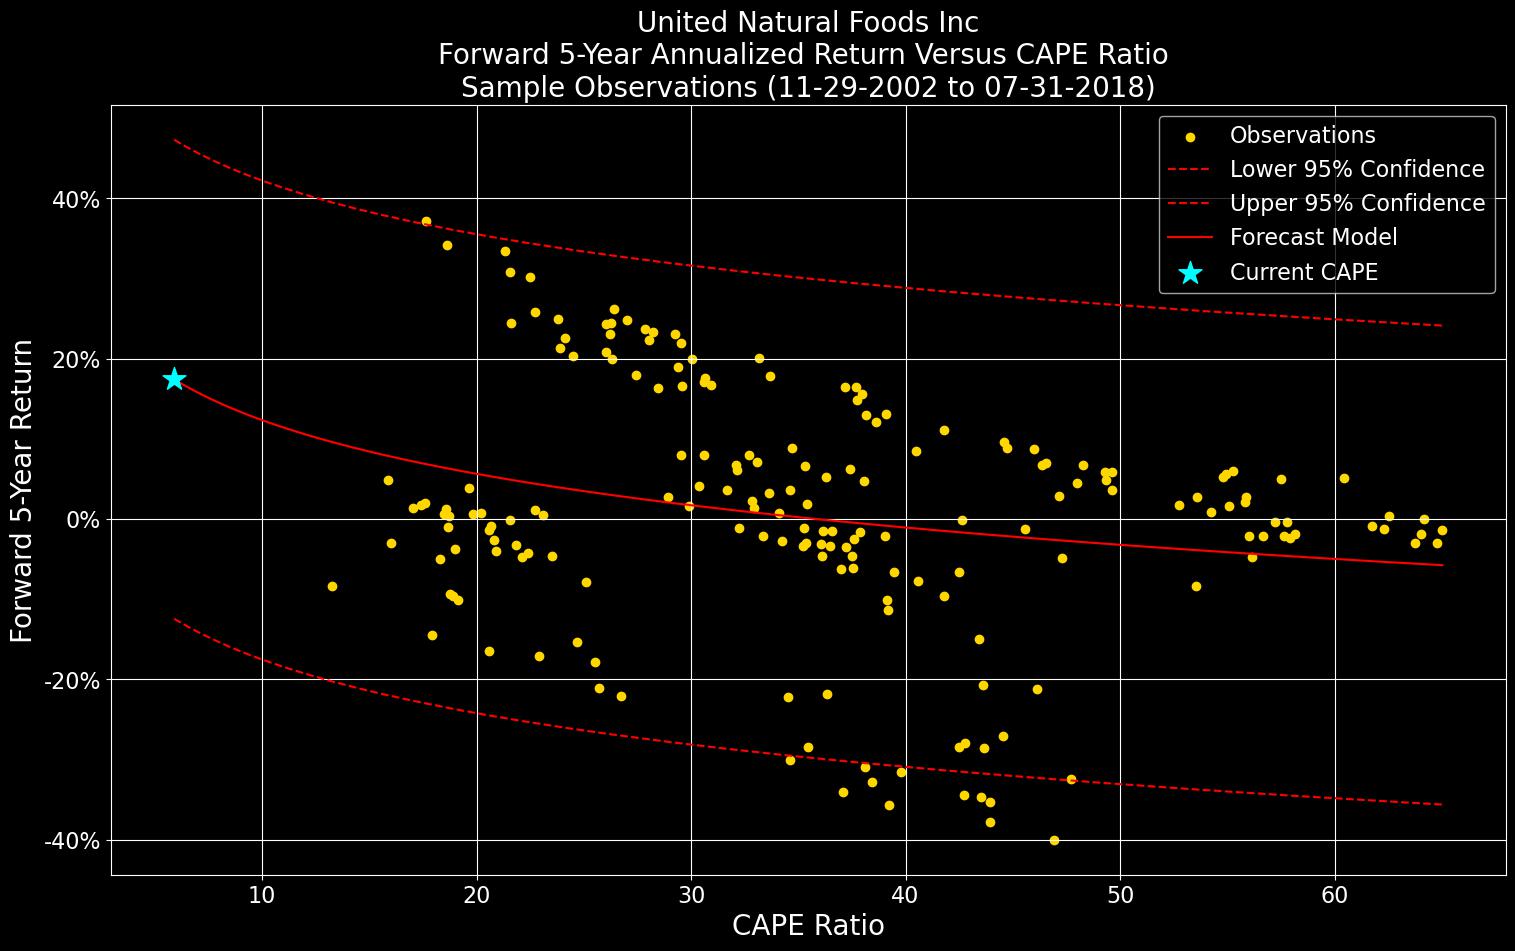 United Natural Foods Inc
Forward 5-Year Annualized Return Versus CAPE Ratio
Sample Observations (11-29-2002 to 07-31-2018)
Observations
Lower 95% Confidence
Upper 95% Confidence
Forecast Model
Current CAPE
Forward 5-Year Return
40%
20%
0%
-20%
-40%
10 20 30 40 50 60
CAPE Ratio